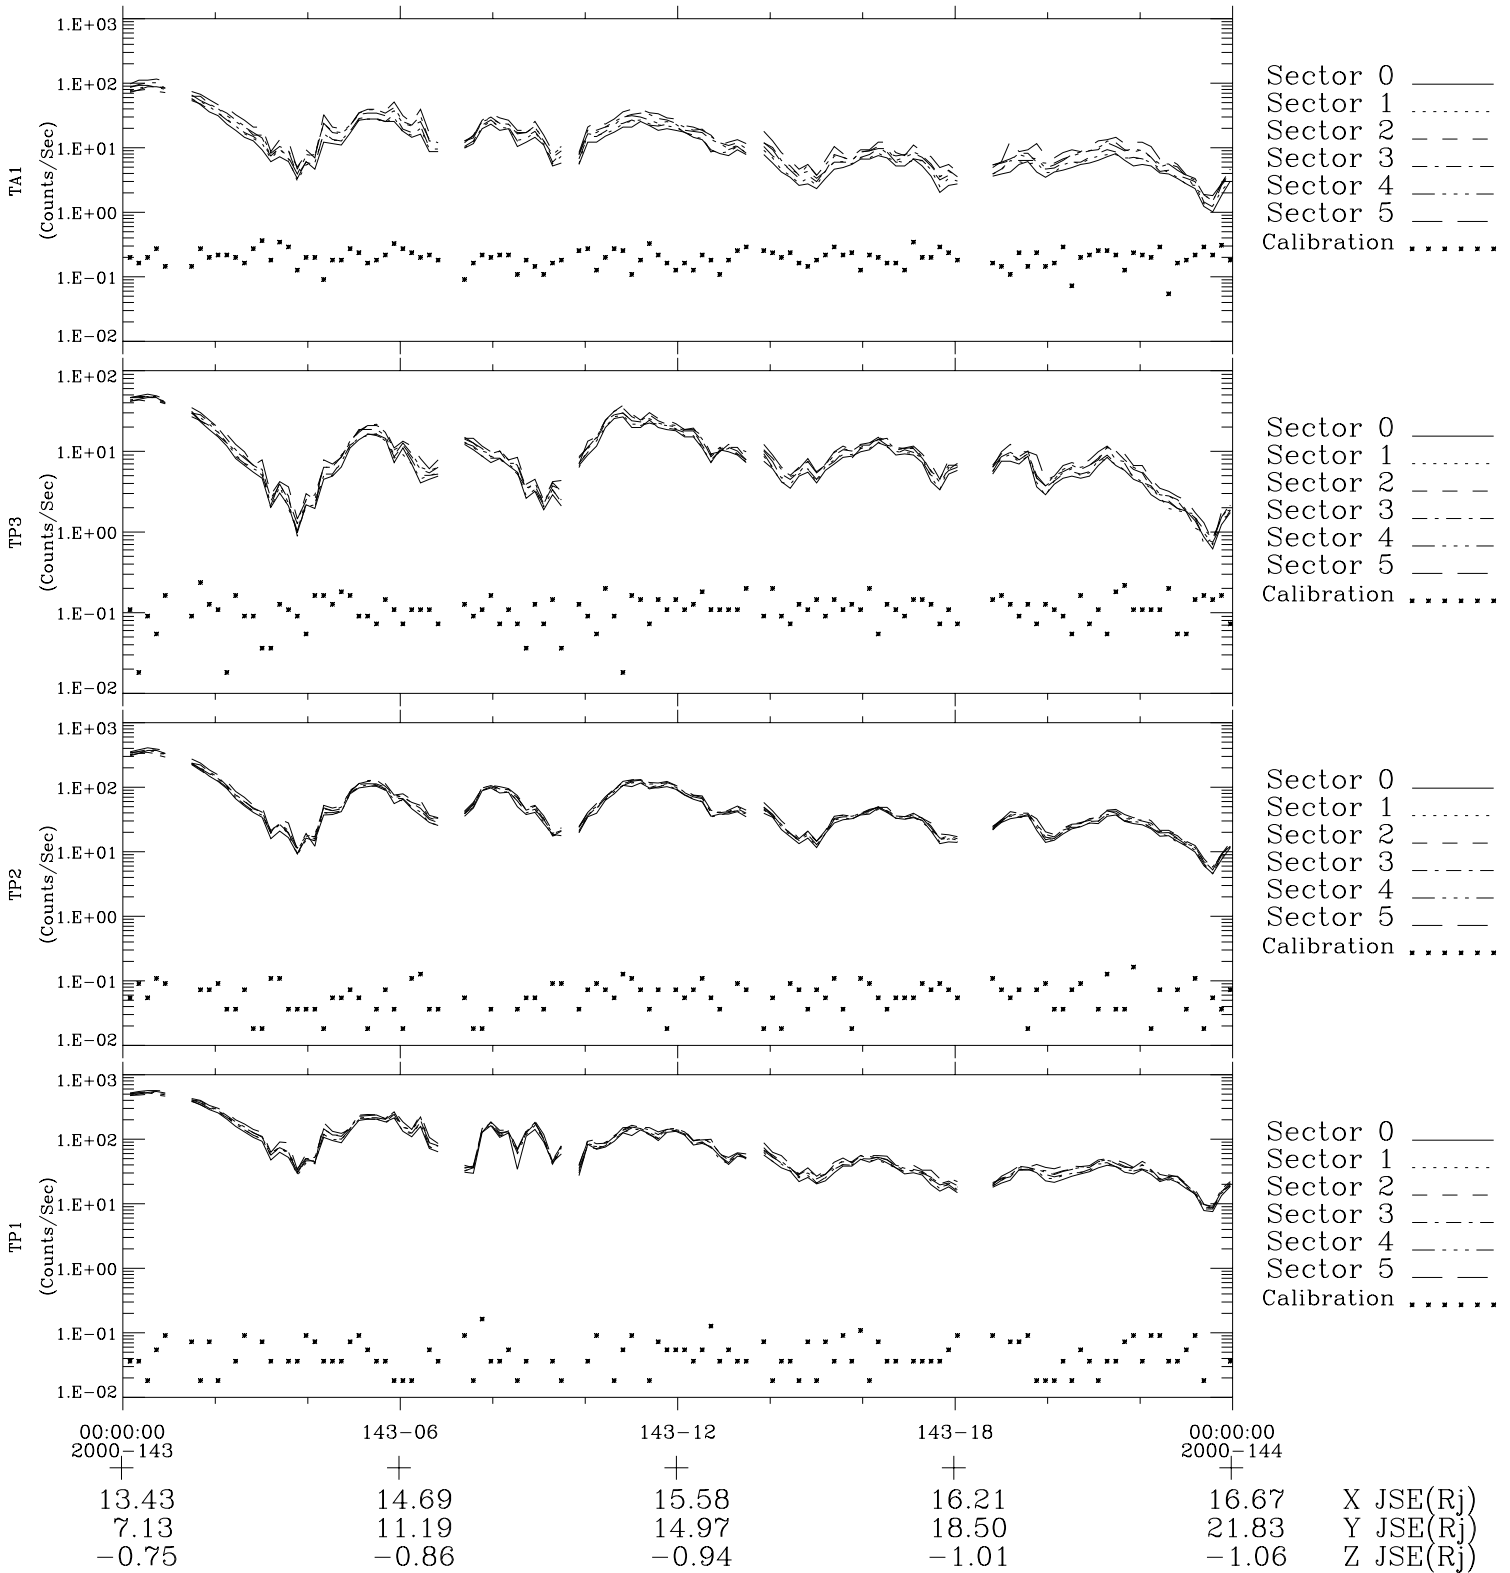 1.E+03
1.E+02
1.E+01
1.E+00
1.E-01
1.E-02
TA1
(Counts/Sec)
Sector 0
Sector 1
Sector 2
Sector 3
Sector 4
Sector 5
Calibration
1.E+02
1.E+01
1.E+00
1.E-01
1.E-02
TP3
(Counts/Sec)
Sector 0
Sector 1
Sector 2
Sector 3
Sector 4
Sector 5
Calibration
1.E+03
1.E+02
1.E+01
1.E+00
1.E-01
1.E-02
TP2
(Counts/Sec)
Sector 0
Sector 1
Sector 2
Sector 3
Sector 4
Sector 5
Calibration
1.E+03
1.E+02
1.E+01
1.E+00
1.E-01
1.E-02
TP1
(Counts/Sec)
Sector 0
Sector 1
Sector 2
Sector 3
Sector 4
Sector 5
Calibration
00:00:00 143-06 143-12 143-18 00:00:00
2000-143 2000-144
13.43 14.69 15.58 16.21 16.67 X JSE(Rj)
7.13 11.19 14.97 18.50 21.83 Y JSE(Rj)
-0.75 -0.86 -0.94 -1.01 -1.06 Z JSE(Rj)